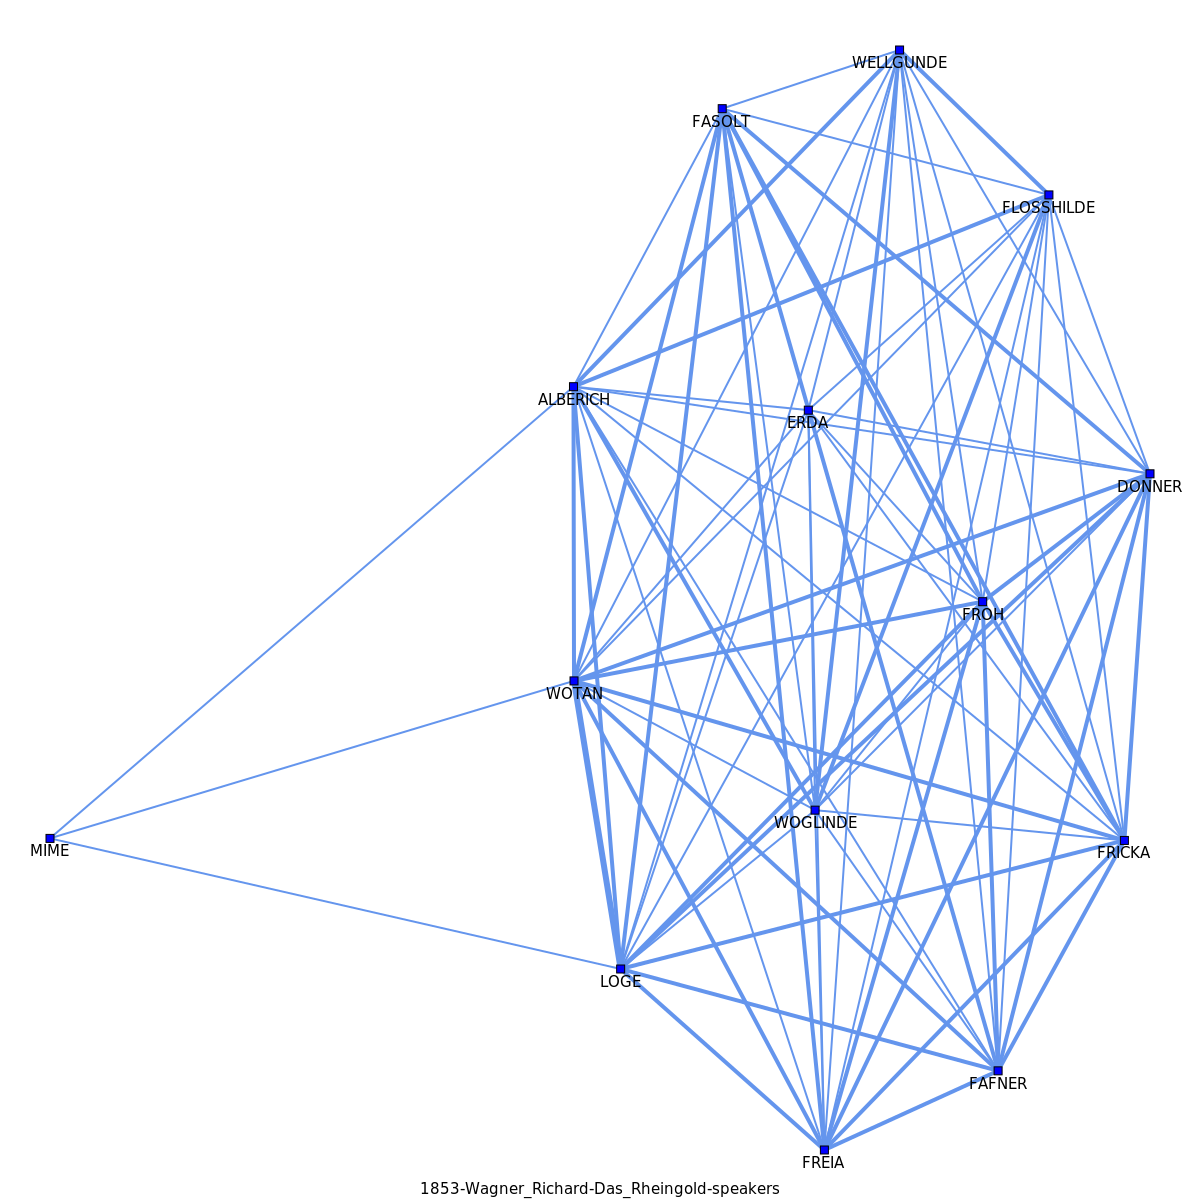 WELLGUNDE
FASOLT
FLOSSHILDE
ALBERICH
ERDA
DONNER
FROH
WOTAN
WOGLINDE
MIME
FRICKA
LOGE
FAFNER
FREIA
1853-Wagner_Richard-Das_Rheingold-speakers